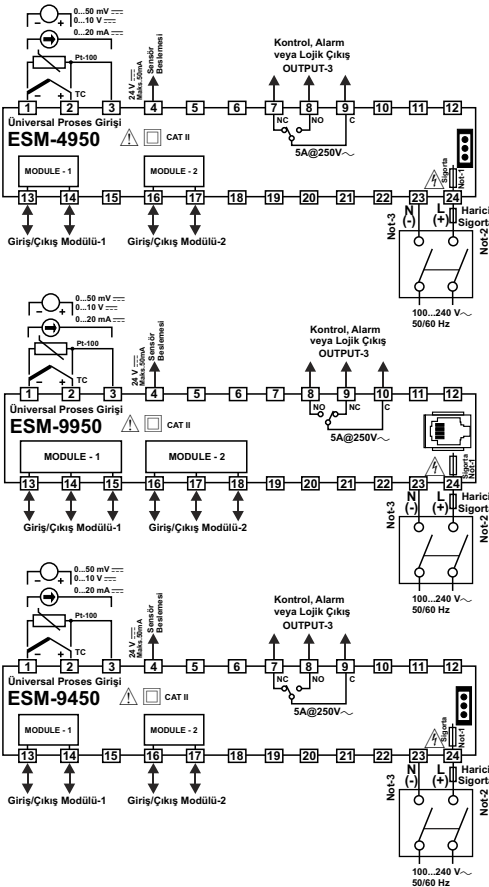 0...50 mV
0...10 V
0...20 mA
Pt-100
TC
24 V
Maks.50mA
Sensör
Beslemesi
Kontrol, Alarm
veya Lojik Çıkış
OUTPUT-3
1 2 3 4 5 6 7 8 9 10 11 12
NC NO C
5A@250V
Üniversal Proses Girişi
ESM-4950
CAT II
MODULE - 1 MODULE - 2
Sigorta
Not-1
13 14 15 16 17 18 19 20 21 22 23 24
Giriş/Çıkış Modülü-1 Giriş/Çıkış Modülü-2
Not-3
N
(-)
L
(+)
Harici
Sigorta
Not-2
100...240 V
50/60 Hz
0...50 mV
0...10 V
0...20 mA
Pt-100
TC
24 V
Maks.50mA
Sensör
Beslemesi
Kontrol, Alarm
veya Lojik Çıkış
OUTPUT-3
1 2 3 4 5 6 7 8 9 10 11 12
NO NC C
5A@250V
Üniversal Proses Girişi
ESM-9950
CAT II
MODULE - 1 MODULE - 2
Sigorta
Not-1
13 14 15 16 17 18 19 20 21 22 23 24
Giriş/Çıkış Modülü-1 Giriş/Çıkış Modülü-2
Not-3
N
(-)
L
(+)
Harici
Sigorta
Not-2
100...240 V
50/60 Hz
0...50 mV
0...10 V
0...20 mA
Pt-100
TC
24 V
Maks.50mA
Sensör
Beslemesi
Kontrol, Alarm
veya Lojik Çıkış
OUTPUT-3
1 2 3 4 5 6 7 8 9 10 11 12
NC NO C
5A@250V
Üniversal Proses Girişi
ESM-9450
CAT II
MODULE - 1 MODULE - 2
Sigorta
Not-1
13 14 15 16 17 18 19 20 21 22 23 24
Giriş/Çıkış Modülü-1 Giriş/Çıkış Modülü-2
Not-3
N
(-)
L
(+)
Harici
Sigorta
Not-2
100...240 V
50/60 Hz